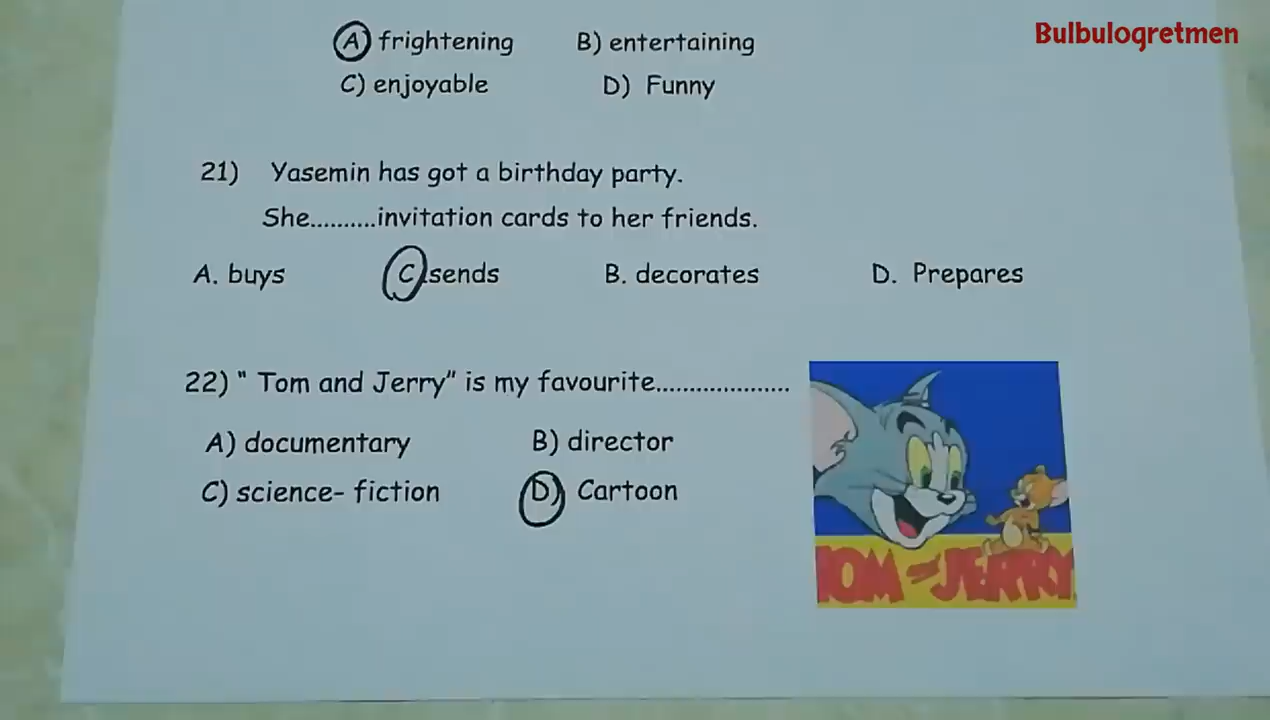 Bulbulogretmen
A) frightening B) entertaining
C) enjoyable D) Funny
21) Yasemin has got a birthday party.
She..........invitation cards to her friends.
A. buys C.sends B. decorates D. Prepares
22) " Tom and Jerry" is my favourite....................
A) documentary B) director
C) science- fiction D) Cartoon
TOM and JERRY